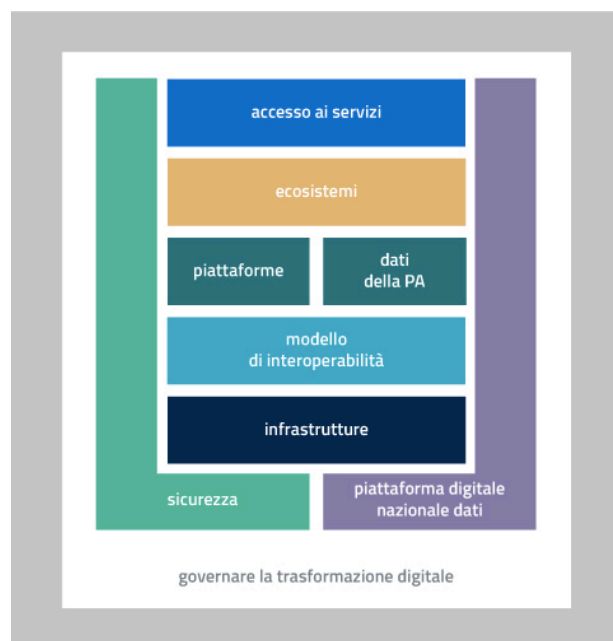 accesso ai servizi
ecosistemi
piattaforme
dati
della PA
modello
di interoperabilità
infrastrutture
sicurezza
piattaforma digitale
nazionale dati
governare la trasformazione digitale